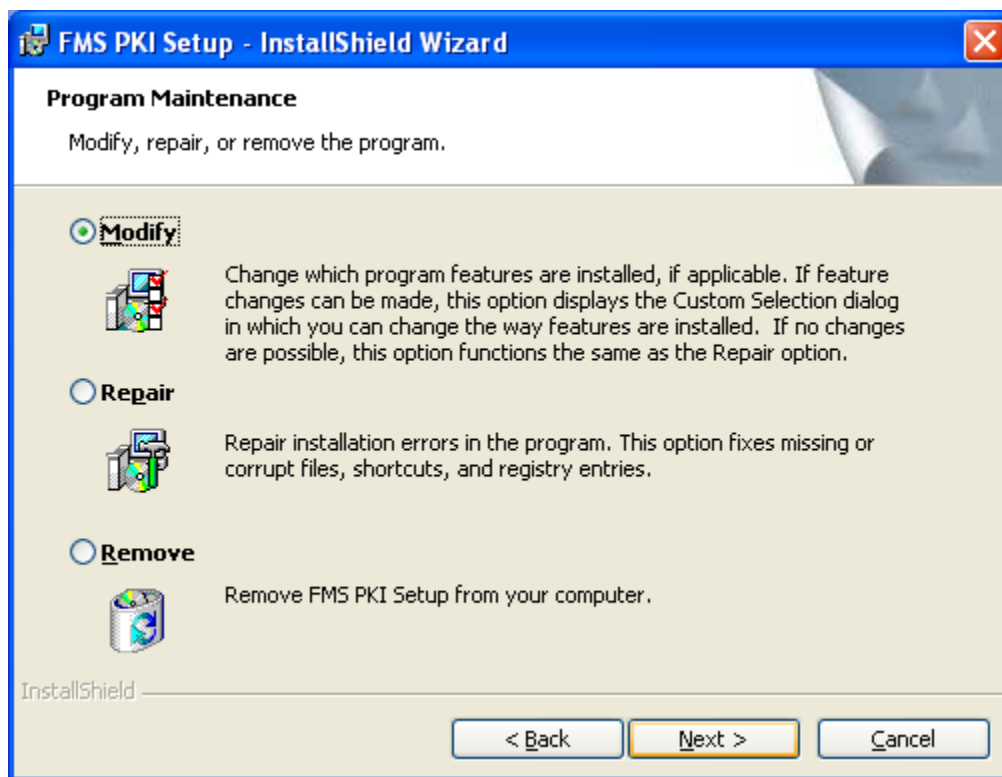 FMS PKI Setup - InstallShield Wizard
Program Maintenance
Modify, repair, or remove the program.
Modify
Change which program features are installed, if applicable. If feature
changes can be made, this option displays the Custom Selection dialog
in which you can change the way features are installed.  If no changes
are possible, this option functions the same as the Repair option.
Repair
Repair installation errors in the program. This option fixes missing or
corrupt files, shortcuts, and registry entries.
Remove
Remove FMS PKI Setup from your computer.
InstallShield
< Back Next > Cancel